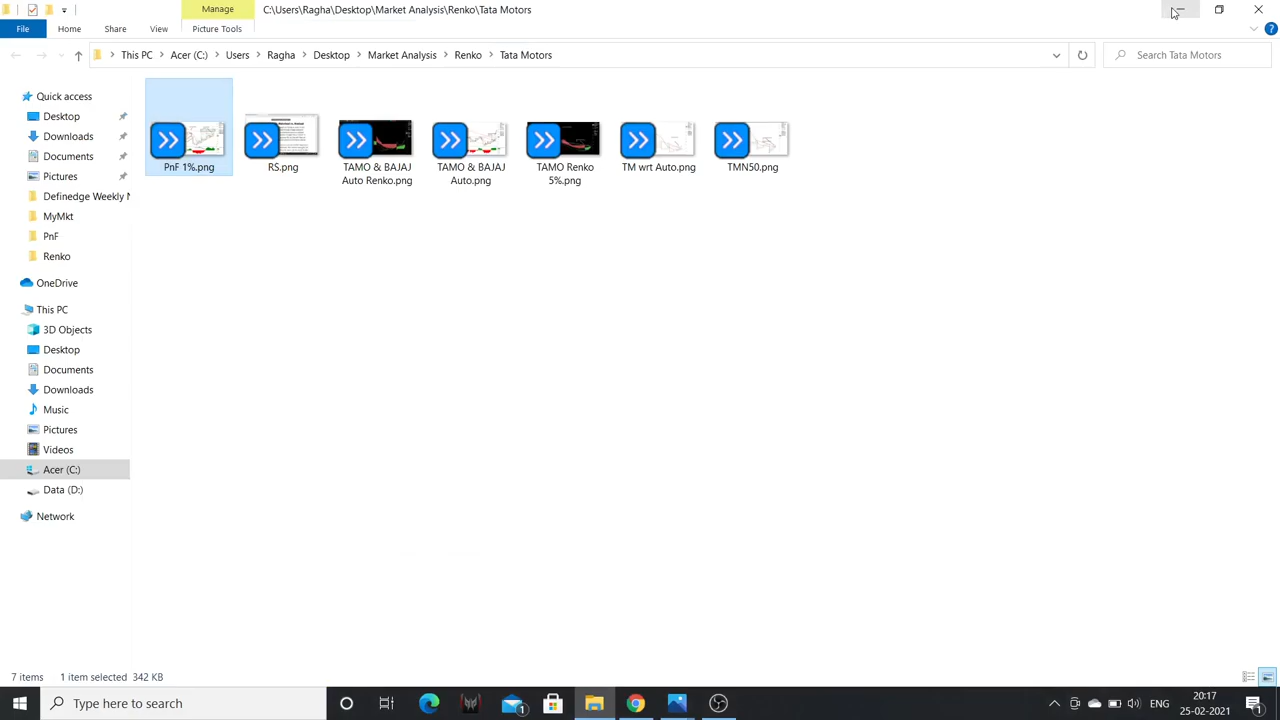 Manage
C:\Users\Ragha\Desktop\Market Analysis\Renko\Tata Motors
File
Home
Share
View
Picture Tools
This PC
Acer (C:)
Users
Ragha
Desktop
Market Analysis
Renko
Tata Motors
Search Tata Motors
Quick access
Desktop
Downloads
Documents
Pictures
Definedge Weekly
MyMkt
PnF
Renko
OneDrive
This PC
3D Objects
Desktop
Documents
Downloads
Music
Pictures
Videos
Acer (C:)
Data (D:)
Network
PnF 1%.png
RS.png
TAMO & BAJAJ
Auto Renko.png
TAMO & BAJAJ
Auto.png
TAMO Renko
5%.png
TM wrt Auto.png
TMN50.png
7 items
1 item selected 342 KB
Type here to search
1
ENG
20:17
25-02-2021
1